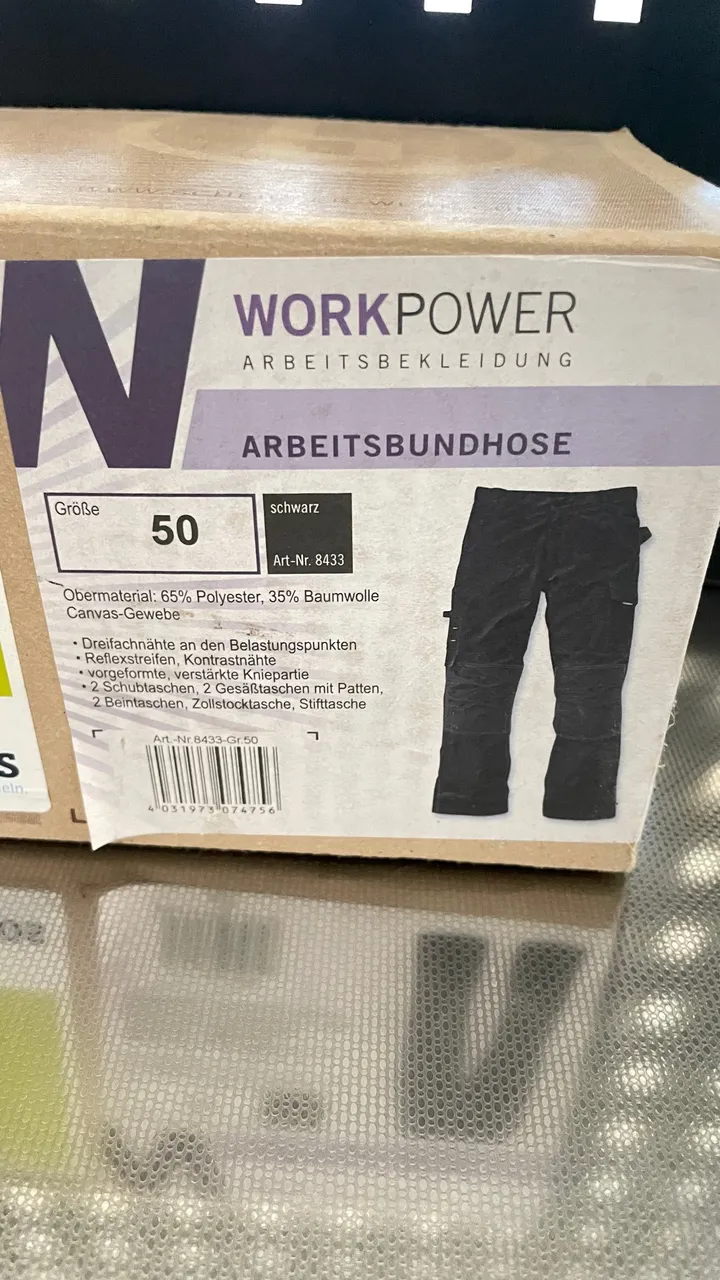 WORKPOWER
ARBEITSBEKLEIDUNG
ARBEITSBUNDHOSE
Größe
50
schwarz
Art-Nr. 8433
Obermaterial: 65% Polyester, 35% Baumwolle
Canvas-Gewebe
• Dreifachnähte an den Belastungspunkten
• Reflexstreifen, Kontrastnähte
• vorgeformte, verstärkte Kniepartie
• 2 Schubtaschen, 2 Gesäßtaschen mit Patten,
2 Beintaschen, Zollstocktasche, Stifttasche
Art.-Nr.8433-Gr.50
4 031973 074756